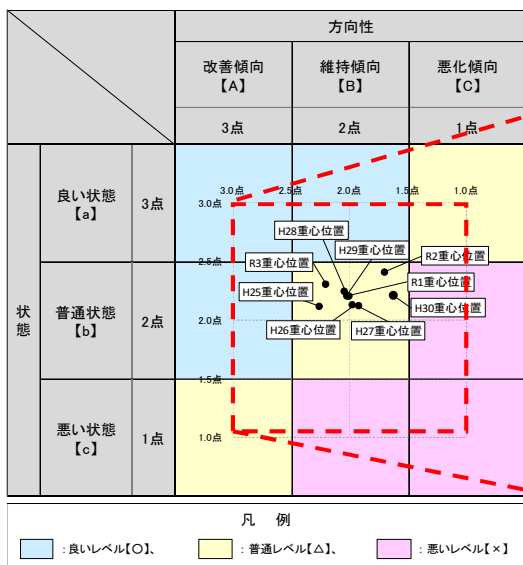 方向性
改善傾向
【A】
維持傾向
【B】
悪化傾向
【C】
3点
2点
1点
状態
良い状態
【a】
3点
普通状態
【b】
2点
悪い状態
【c】
1点
3.0点
2.5点
2.0点
1.5点
1.0点
3.0点
2.5点
2.0点
1.5点
1.0点
H28重心位置
H29重心位置
R3重心位置
R2重心位置
H25重心位置
R1重心位置
H30重心位置
H26重心位置
H27重心位置
凡 例
：良いレベル【〇】、
：普通レベル【△】、
：悪いレベル【×】